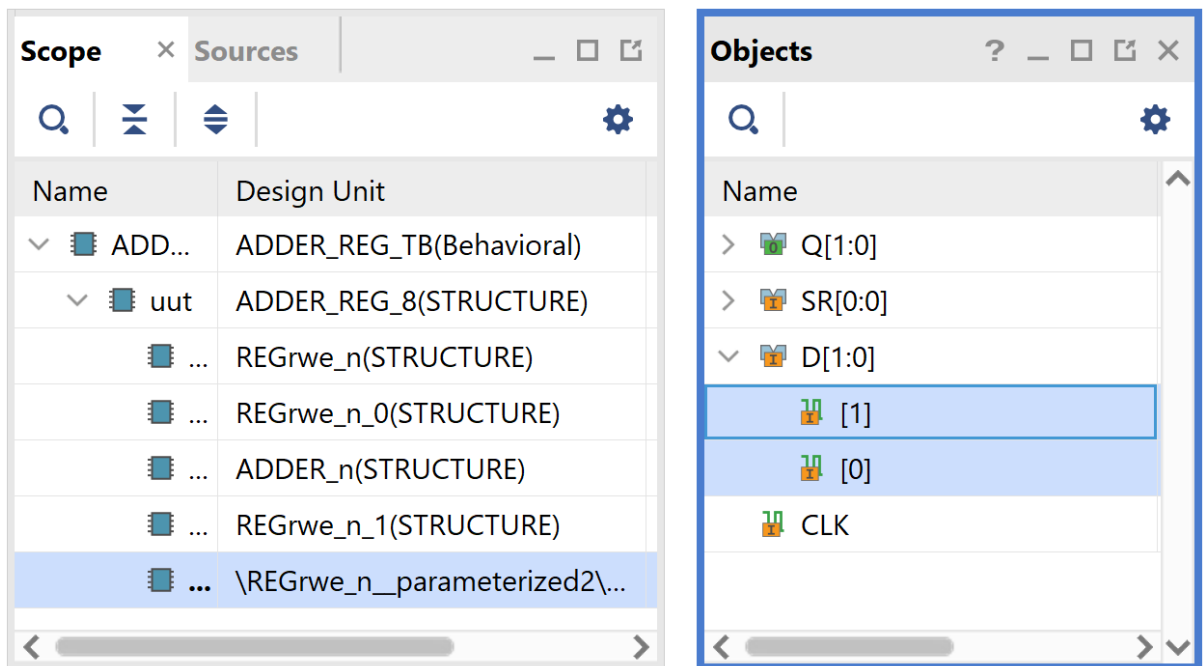 Scope × Sources
Name Design Unit
ADD... ADDER_REG_TB(Behavioral)
uut ADDER_REG_8(STRUCTURE)
... REGrwe_n(STRUCTURE)
... REGrwe_n_0(STRUCTURE)
... ADDER_n(STRUCTURE)
... REGrwe_n_1(STRUCTURE)
... \REGrwe_n__parameterized2\...
Objects ?
Name
Q[1:0]
SR[0:0]
D[1:0]
[1]
[0]
CLK